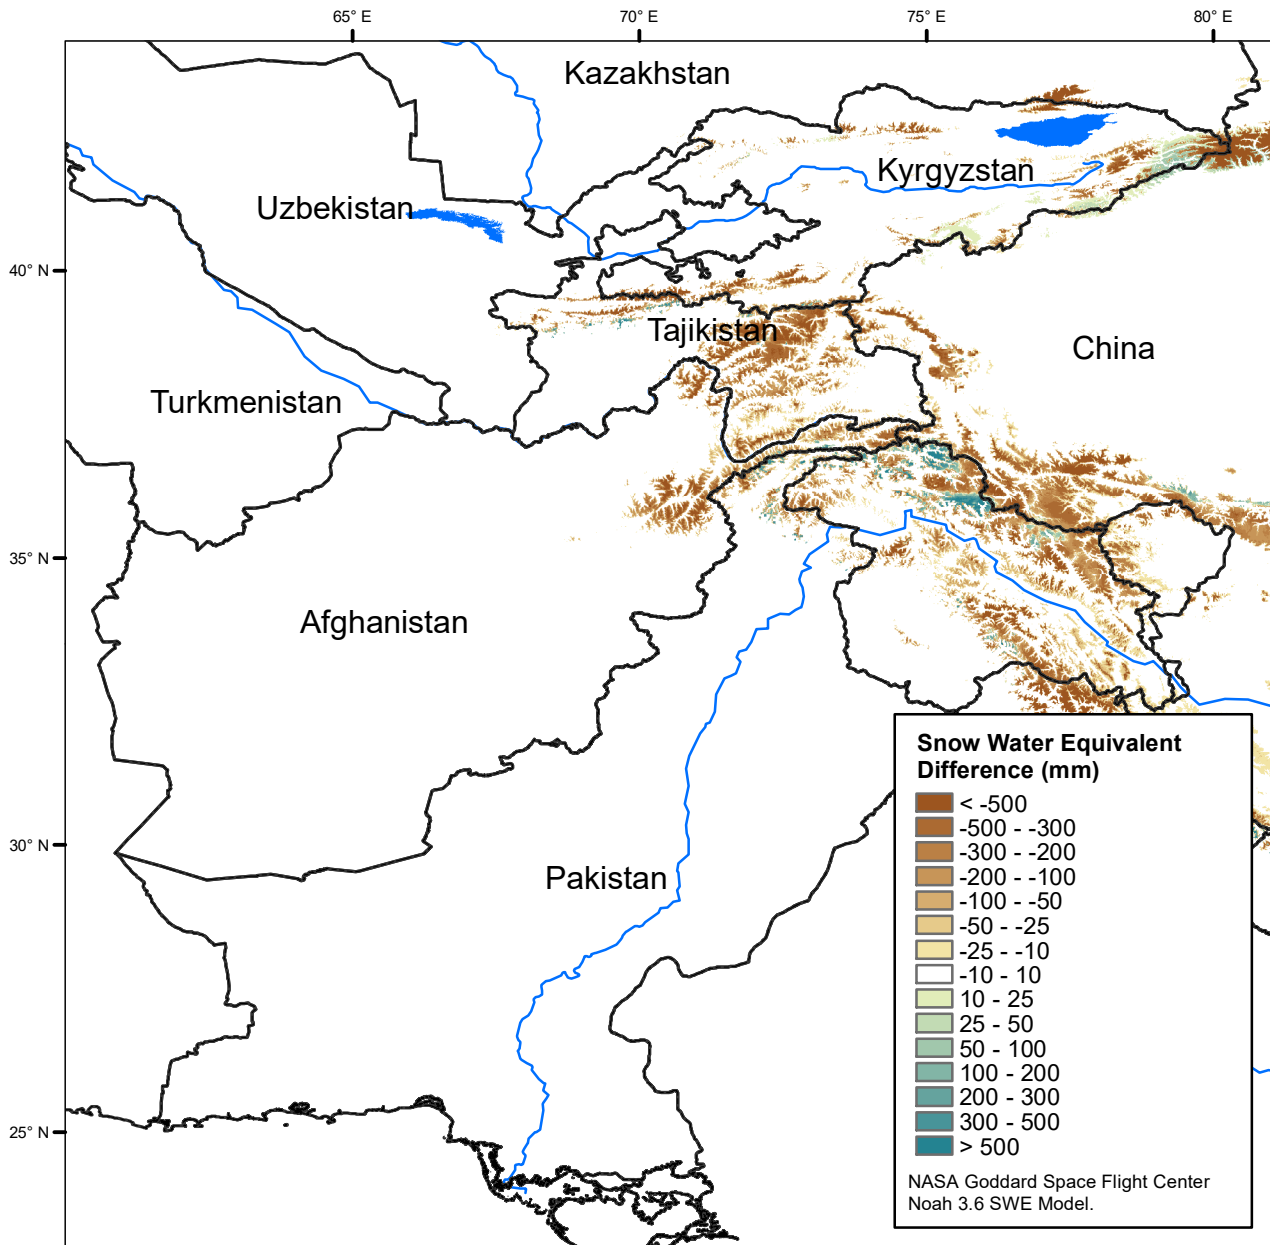 65° E
70° E
75° E
80° E
Kazakhstan
Kyrgyzstan
Uzbekistan
40° N
Tajikistan
China
Turkmenistan
35° N
Afghanistan
30° N
Pakistan
25° N
Snow Water Equivalent
Difference (mm)
< -500
-500 - -300
-300 - -200
-200 - -100
-100 - -50
-50 - -25
-25 - -10
-10 - 10
10 - 25
25 - 50
50 - 100
100 - 200
200 - 300
300 - 500
> 500
NASA Goddard Space Flight Center
Noah 3.6 SWE Model.